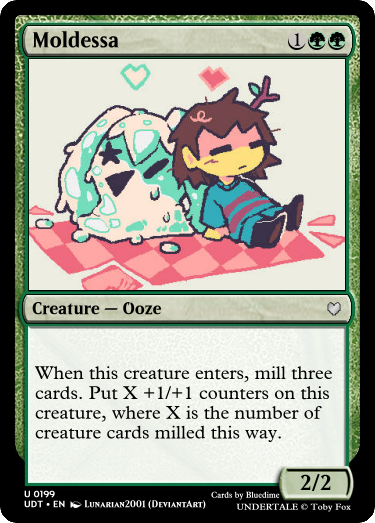 Moldessa 1
Creature — Ooze
When this creature enters, mill three
cards. Put X +1/+1 counters on this
creature, where X is the number of
creature cards milled this way.
2/2
U 0199
UDT • EN Lunarian2001 (DeviantArt)
Cards by Bluedime
UNDERTALE © Toby Fox